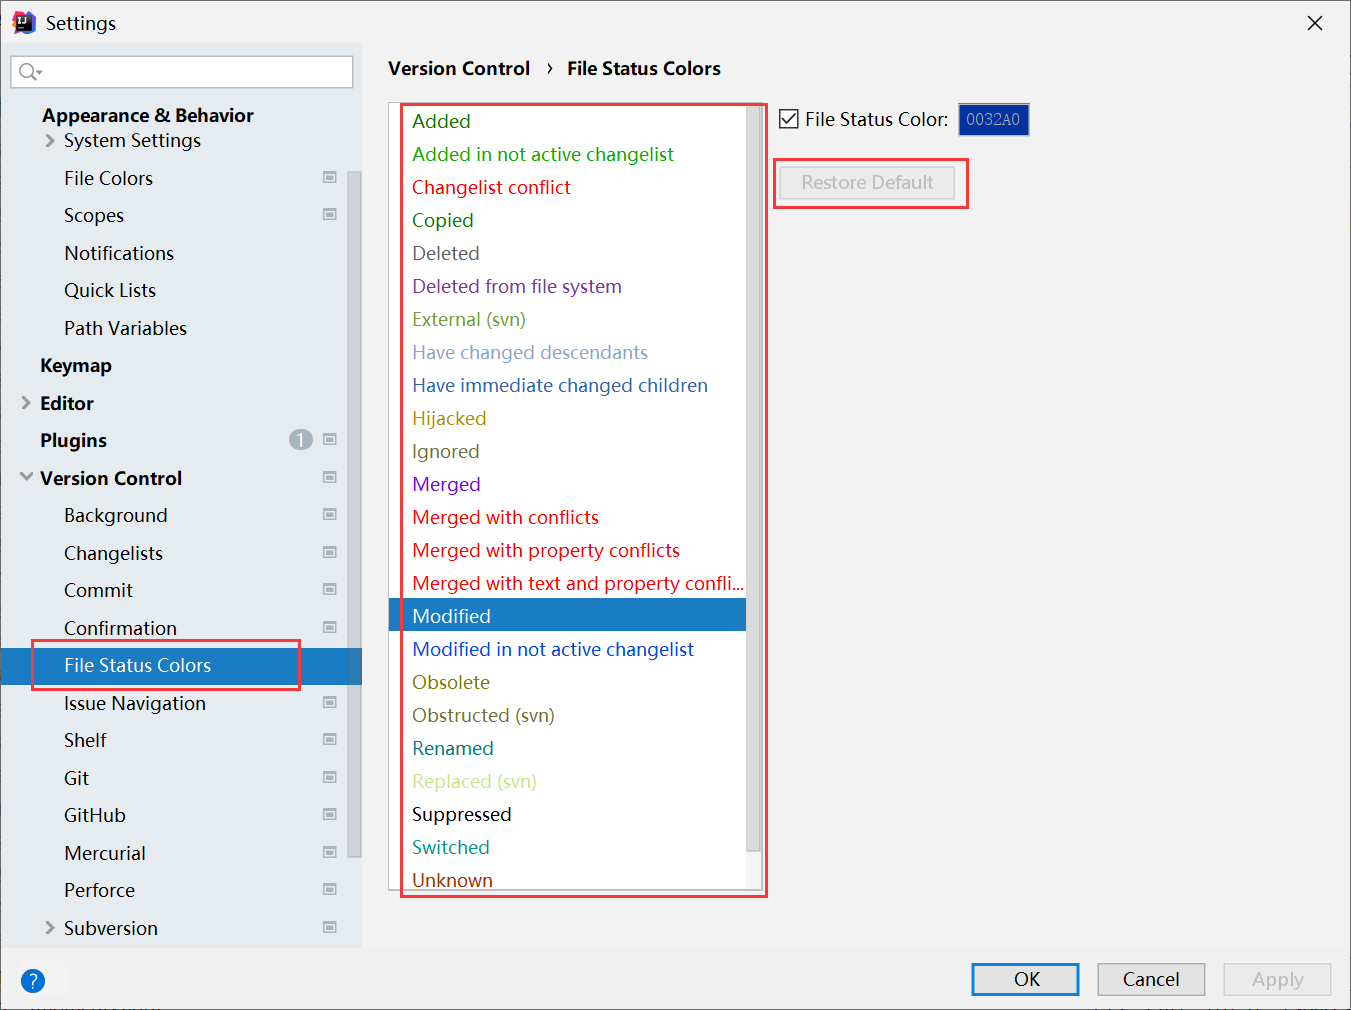 Settings
Appearance & Behavior
System Settings
File Colors
Scopes
Notifications
Quick Lists
Path Variables
Keymap
Editor
Plugins 1
Version Control
Background
Changelists
Commit
Confirmation
File Status Colors
Issue Navigation
Shelf
Git
GitHub
Mercurial
Perforce
Subversion
Version Control › File Status Colors
Added
Added in not active changelist
Changelist conflict
Copied
Deleted
Deleted from file system
External (svn)
Have changed descendants
Have immediate changed children
Hijacked
Ignored
Merged
Merged with conflicts
Merged with property conflicts
Merged with text and property confli...
Modified
Modified in not active changelist
Obsolete
Obstructed (svn)
Renamed
Replaced (svn)
Suppressed
Switched
Unknown
File Status Color: 0032A0
Restore Default
?
OK
Cancel
Apply